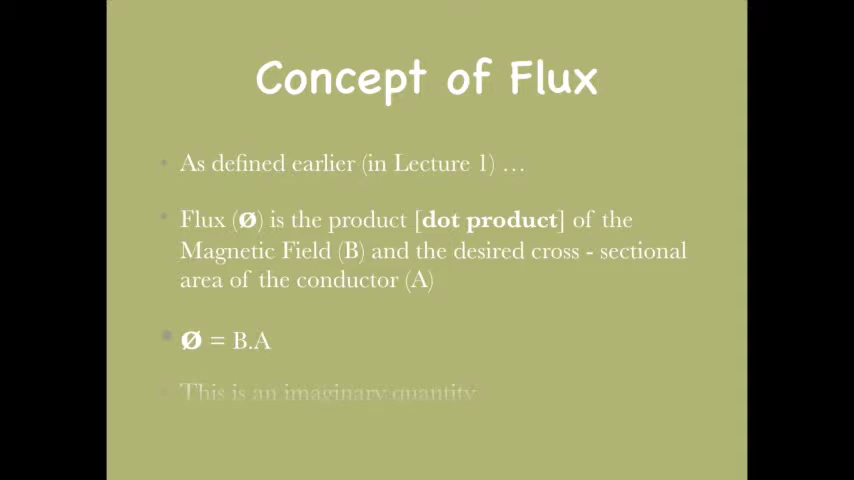 Concept of Flux
• As defined earlier (in Lecture 1) …
• Flux (Ø) is the product [dot product] of the
Magnetic Field (B) and the desired cross - sectional
area of the conductor (A)
• Ø = B.A
• This is an imaginary quantity